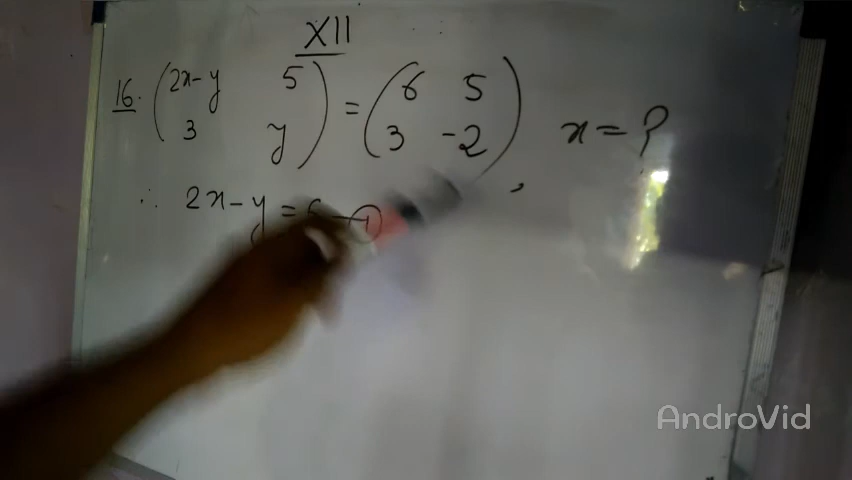 XII
16. (2x-y 5) = (6 5)
(3 y) (3 -2), x = ?
∴ 2x-y = 6 — ①
AndroVid